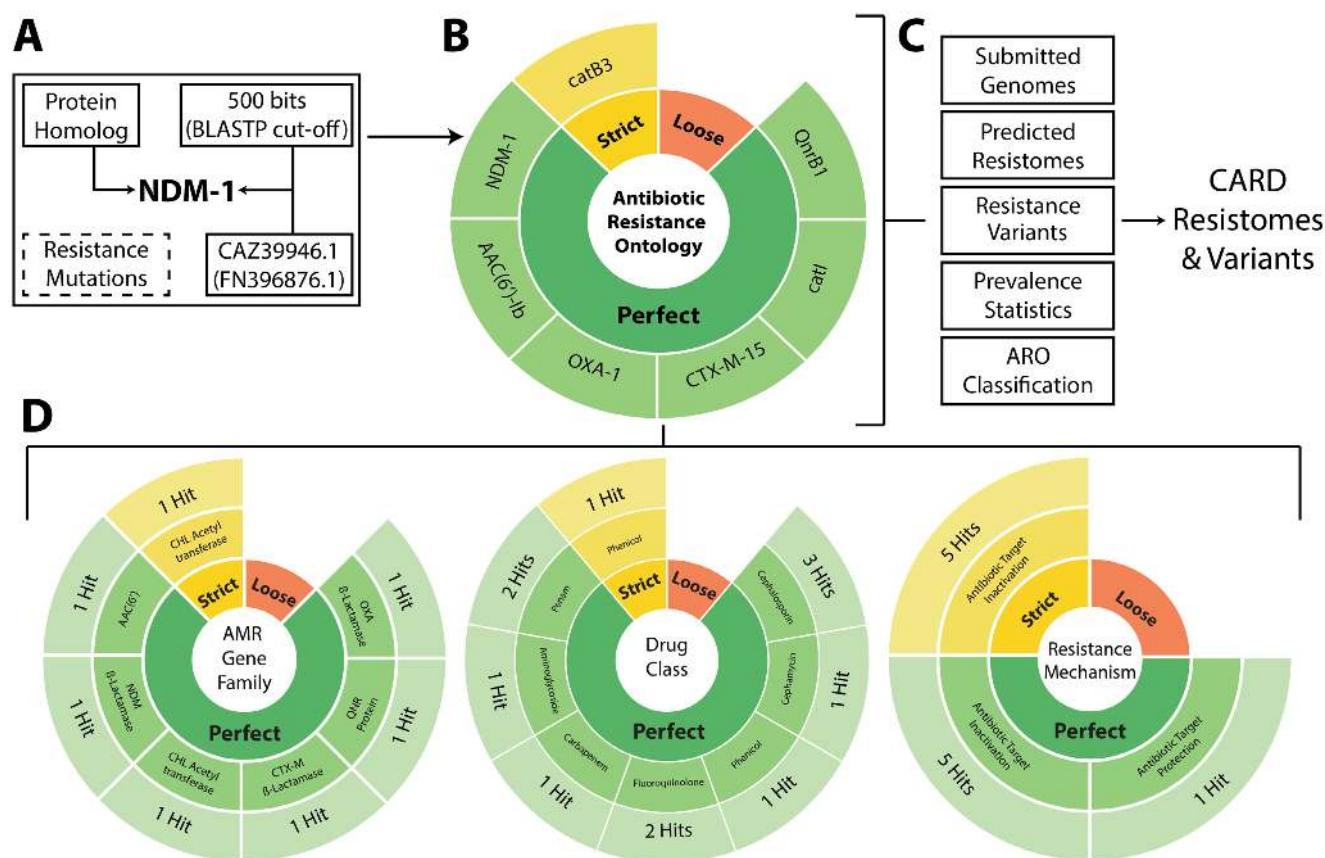 A
Protein
Homolog
500 bits
(BLASTP cut-off)
NDM-1
Resistance
Mutations
CAZ39946.1
(FN396876.1)
B
catB3
Strict
Loose
NDM-1
QnrB1
Antibiotic
Resistance
Ontology
AAC(6')-Ib
catI
Perfect
OXA-1
CTX-M-15
C
Submitted
Genomes
Predicted
Resistomes
Resistance
Variants
Prevalence
Statistics
ARO
Classification
CARD
Resistomes
& Variants
D
1 Hit
CHL Acetyl
transferase
Strict
Loose
1 Hit
AAC(6')
OXA
ß-Lactamase
1 Hit
AMR
Gene
Family
1 Hit
NDM
ß-Lactamase
QNR
Protein
1 Hit
Perfect
CHL Acetyl
transferase
CTX-M
ß-Lactamase
1 Hit
1 Hit
1 Hit
Phenicol
Strict
Loose
2 Hits
Penam
Cephalosporin
3 Hits
Drug
Class
1 Hit
Aminoglycoside
Cephamycin
1 Hit
Perfect
Carbapenem
Fluoroquinolone
Phenicol
1 Hit
2 Hits
1 Hit
5 Hits
Antibiotic Target
Inactivation
Strict
Loose
Resistance
Mechanism
Perfect
Antibiotic Target
Inactivation
Antibiotic Target
Protection
5 Hits
1 Hit